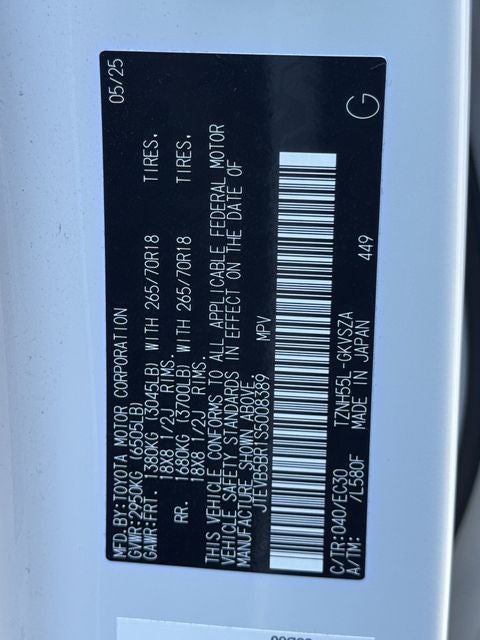 MFD.BY:TOYOTA MOTOR CORPORATION 05/25
GVWR:2950KG (6505LB)
GAWR:FRT. 1380KG (3045LB) WITH 265/70R18 TIRES.
18X8 1/2J RIMS.
RR. 1680KG (3700LB) WITH 265/70R18 TIRES.
18X8 1/2J RIMS.
THIS VEHICLE CONFORMS TO ALL APPLICABLE FEDERAL MOTOR
VEHICLE SAFETY STANDARDS IN EFFECT ON THE DATE OF
MANUFACTURE SHOWN ABOVE.
JTEVB5BR1S5008389 MPV
C/TR:040/EC30 TZNH55L-GKVSZA
A/TM: /L580F MADE IN JAPAN 449
G